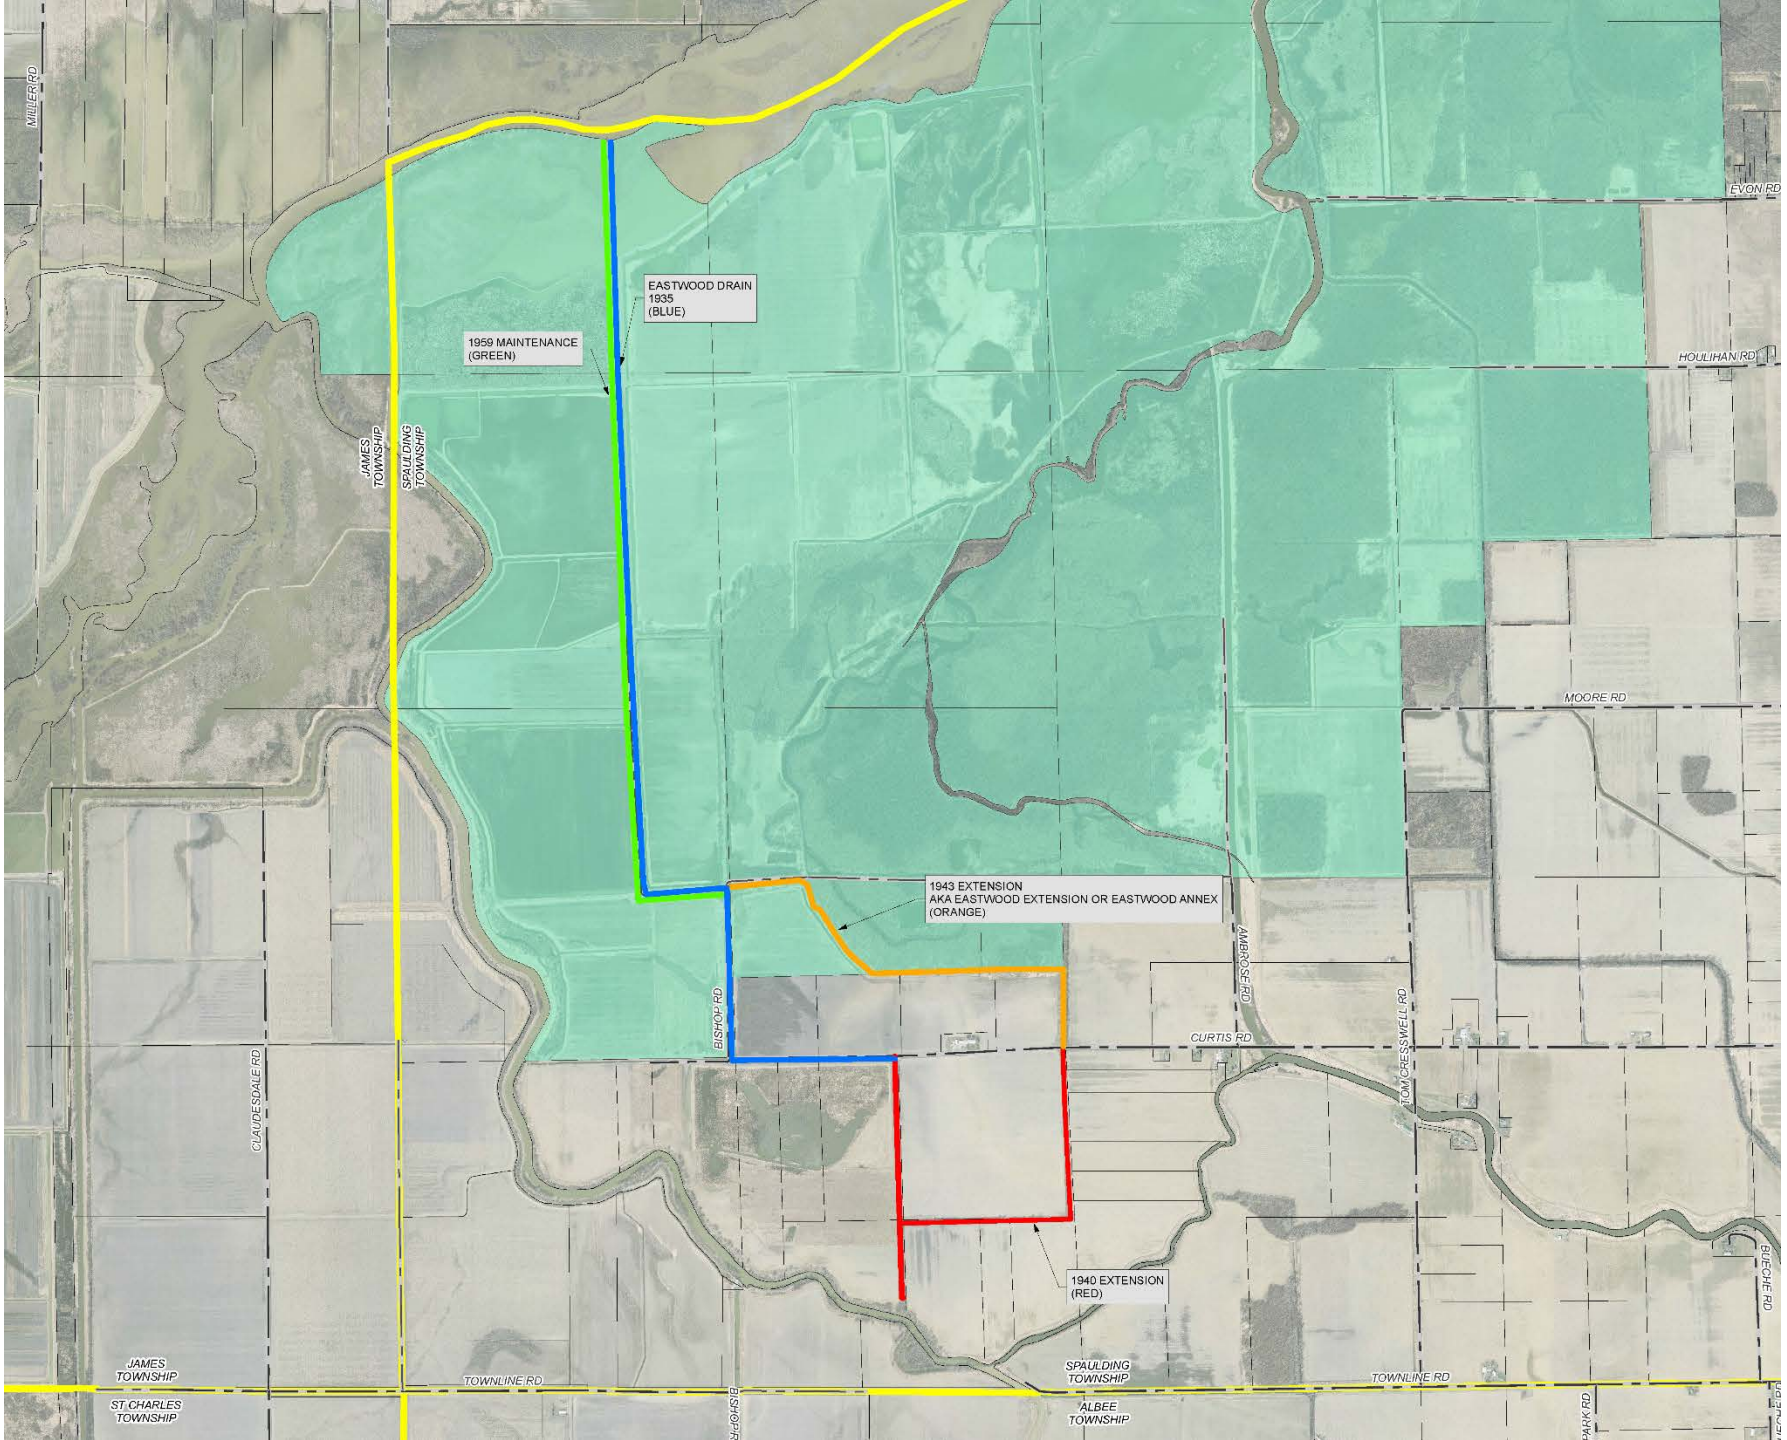 MILLER RD
EVON RD
EASTWOOD DRAIN
1935
(BLUE)
1959 MAINTENANCE
(GREEN)
HOULIHAN RD
JAMES
TOWNSHIP
SPAULDING
TOWNSHIP
MOORE RD
1943 EXTENSION
AKA EASTWOOD EXTENSION OR EASTWOOD ANNEX
(ORANGE)
AMBROSE RD
BISHOP RD
TOM CRESSWELL RD
CURTIS RD
CLAUDESDALE RD
BUECHE RD
1940 EXTENSION
(RED)
JAMES
TOWNSHIP
TOWNLINE RD
SPAULDING
TOWNSHIP
TOWNLINE RD
ST CHARLES
TOWNSHIP
BISHOP R
ALBEE
TOWNSHIP
PARK RD